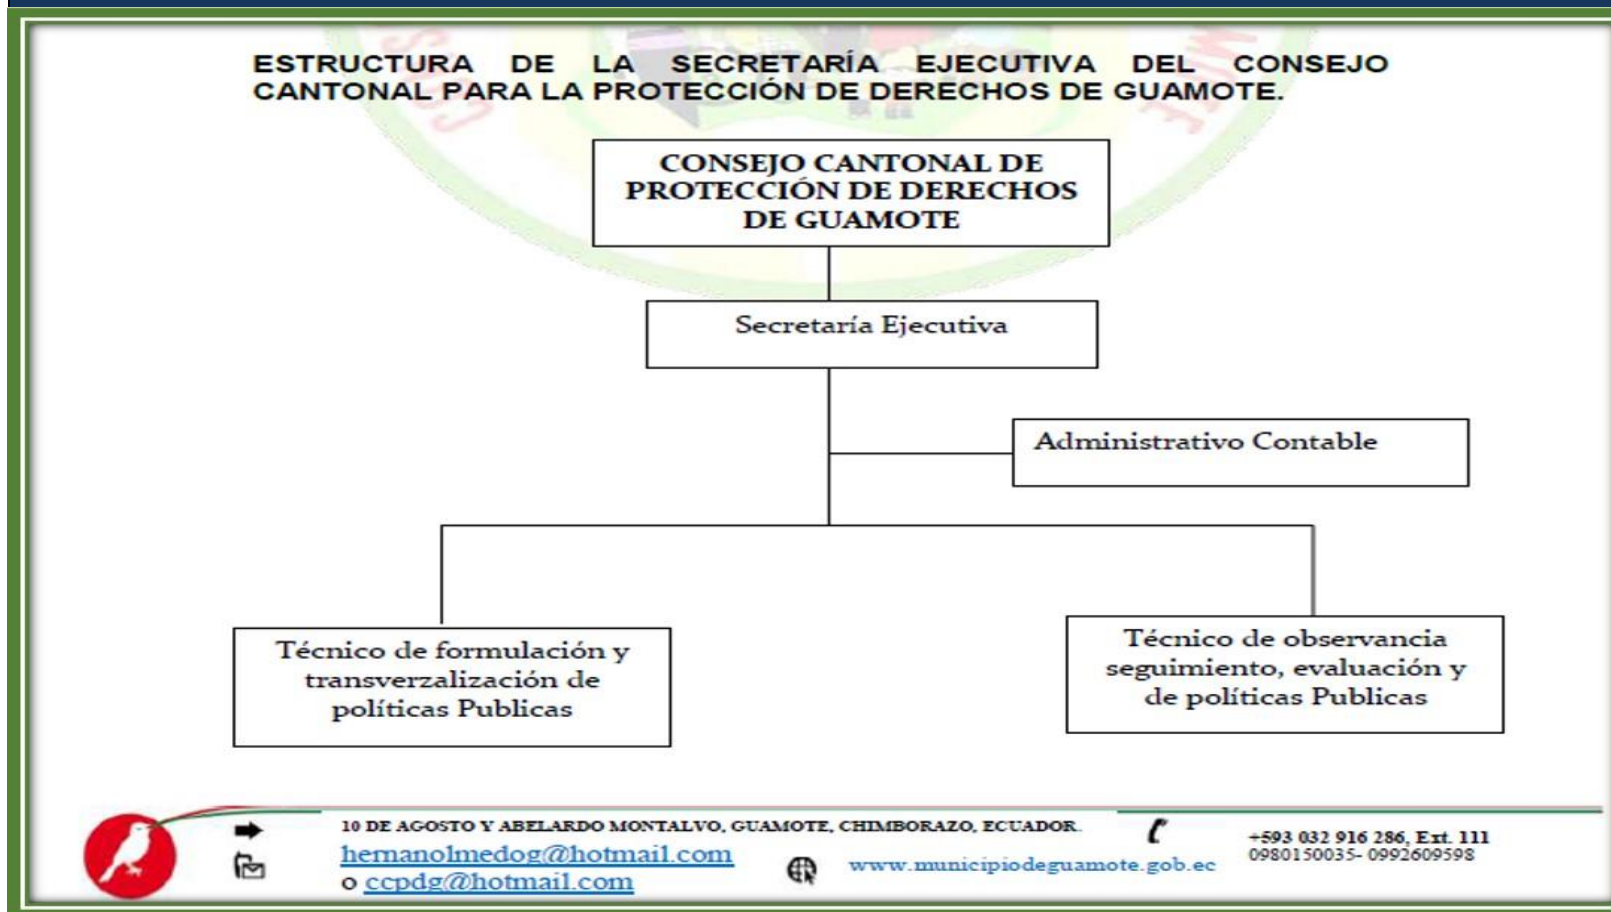 ESTRUCTURA DE LA SECRETARÍA EJECUTIVA DEL CONSEJO
CANTONAL PARA LA PROTECCIÓN DE DERECHOS DE GUAMOTE.
CONSEJO CANTONAL DE
PROTECCIÓN DE DERECHOS
DE GUAMOTE
Secretaría Ejecutiva
Administrativo Contable
Técnico de formulación y
transverzalización de
políticas Publicas
Técnico de observancia
seguimiento, evaluación y
de políticas Publicas
10 DE AGOSTO Y ABELARDO MONTALVO, GUAMOTE, CHIMBORAZO, ECUADOR.
hernanolmedog@hotmail.com
o ccpdg@hotmail.com
www.municipiodeguamote.gob.ec
+593 032 916 286, Ext. 111
0980150035- 0992609598